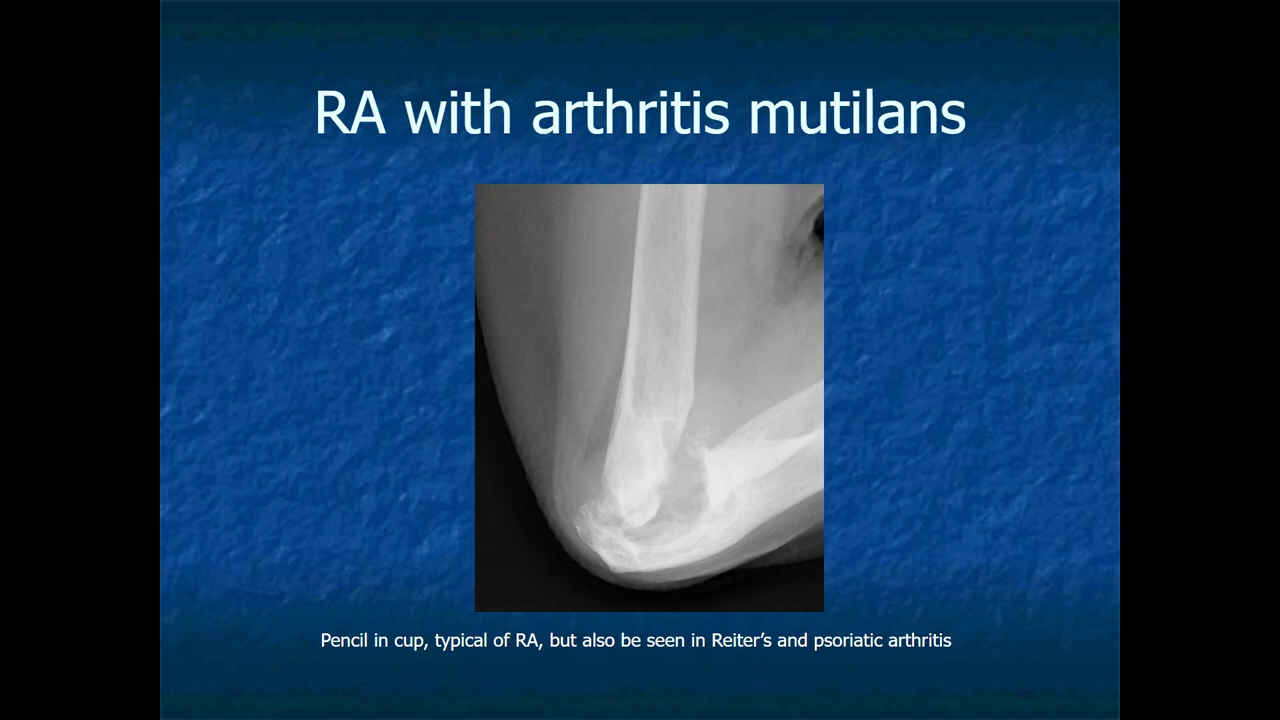 RA with arthritis mutilans
Pencil in cup, typical of RA, but also be seen in Reiter’s and psoriatic arthritis